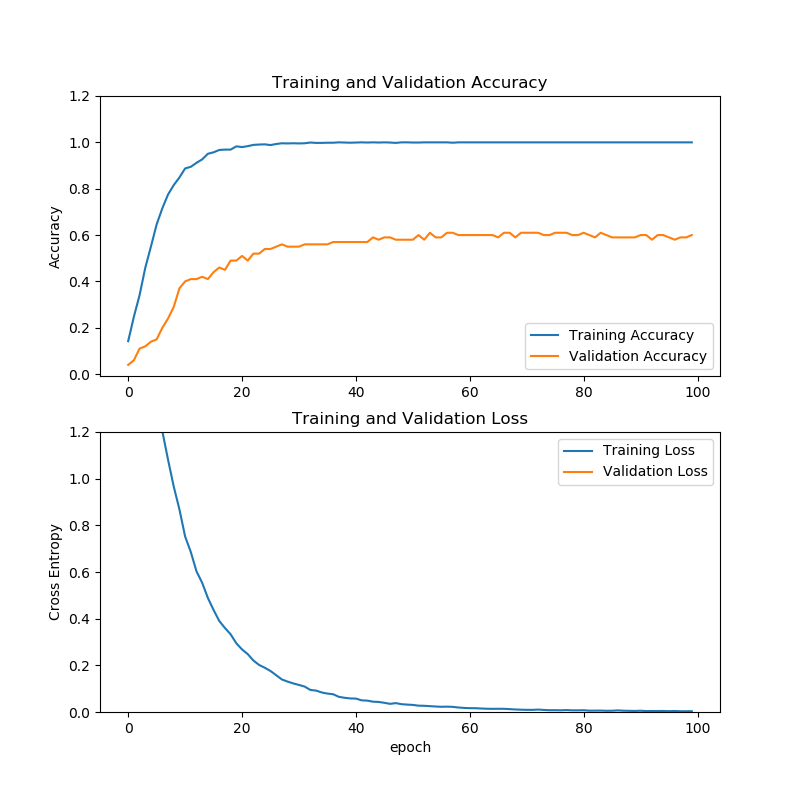 Training and Validation Accuracy
1.2
1.0
0.8
0.6
0.4
0.2
0.0
Accuracy
Training Accuracy
Validation Accuracy
0 20 40 60 80 100
Training and Validation Loss
1.2
1.0
0.8
0.6
0.4
0.2
0.0
Cross Entropy
Training Loss
Validation Loss
0 20 40 60 80 100
epoch